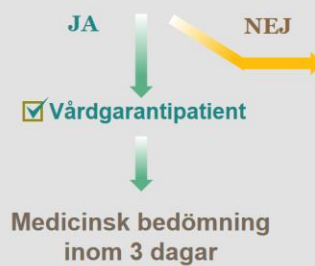 JA NEJ
Vårdgarantipatient
Medicinsk bedömning
inom 3 dagar